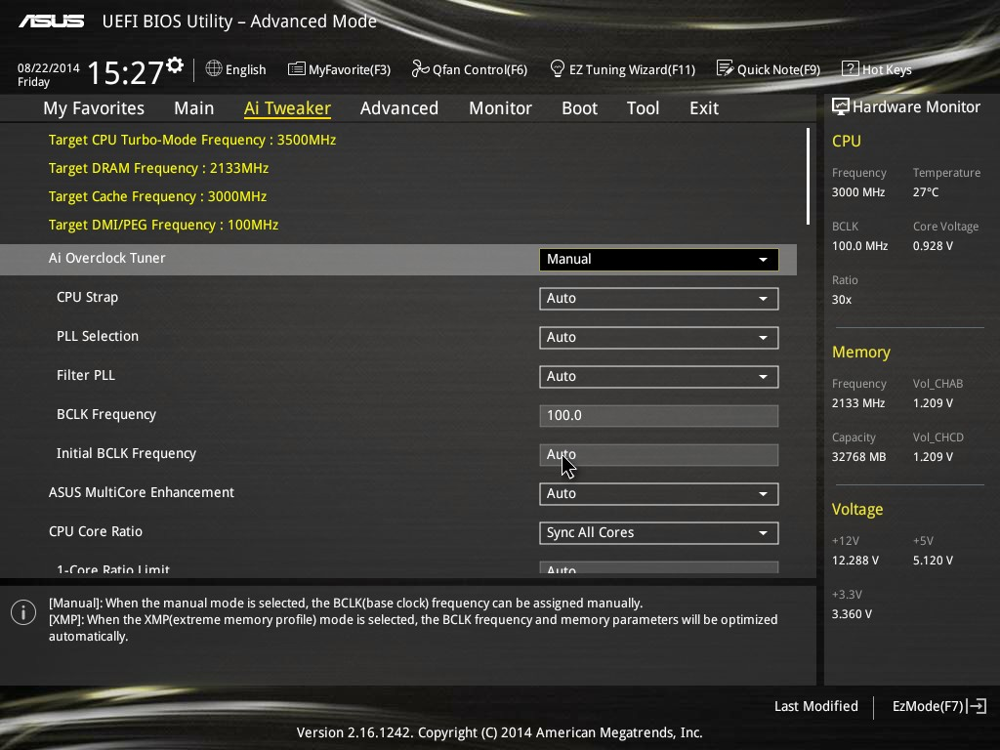 ASUS UEFI BIOS Utility – Advanced Mode
08/22/2014
Friday
15:27
English
MyFavorite(F3)
Qfan Control(F6)
EZ Tuning Wizard(F11)
Quick Note(F9)
? Hot Keys
My Favorites
Main
Ai Tweaker
Advanced
Monitor
Boot
Tool
Exit
Target CPU Turbo-Mode Frequency : 3500MHz
Target DRAM Frequency : 2133MHz
Target Cache Frequency : 3000MHz
Target DMI/PEG Frequency : 100MHz
Ai Overclock Tuner Manual
CPU Strap Auto
PLL Selection Auto
Filter PLL Auto
BCLK Frequency 100.0
Initial BCLK Frequency Auto
ASUS MultiCore Enhancement Auto
CPU Core Ratio Sync All Cores
1-Core Ratio Limit Auto
[Manual]: When the manual mode is selected, the BCLK(base clock) frequency can be assigned manually.
[XMP]: When the XMP(extreme memory profile) mode is selected, the BCLK frequency and memory parameters will be optimized
automatically.
Hardware Monitor
CPU
Frequency Temperature
3000 MHz 27°C
BCLK Core Voltage
100.0 MHz 0.928 V
Ratio
30x
Memory
Frequency Vol_CHAB
2133 MHz 1.209 V
Capacity Vol_CHCD
32768 MB 1.209 V
Voltage
+12V +5V
12.288 V 5.120 V
+3.3V
3.360 V
Last Modified
EzMode(F7)
Version 2.16.1242. Copyright (C) 2014 American Megatrends, Inc.